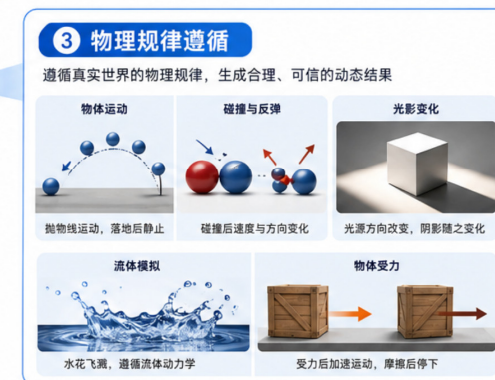 3 物理规律遵循
遵循真实世界的物理规律，生成合理、可信的动态结果
物体运动
碰撞与反弹
光影变化
抛物线运动，落地后静止
碰撞后速度与方向变化
光源方向改变，阴影随之变化
流体模拟
物体受力
水花飞溅，遵循流体动力学
受力后加速运动，摩擦后停下